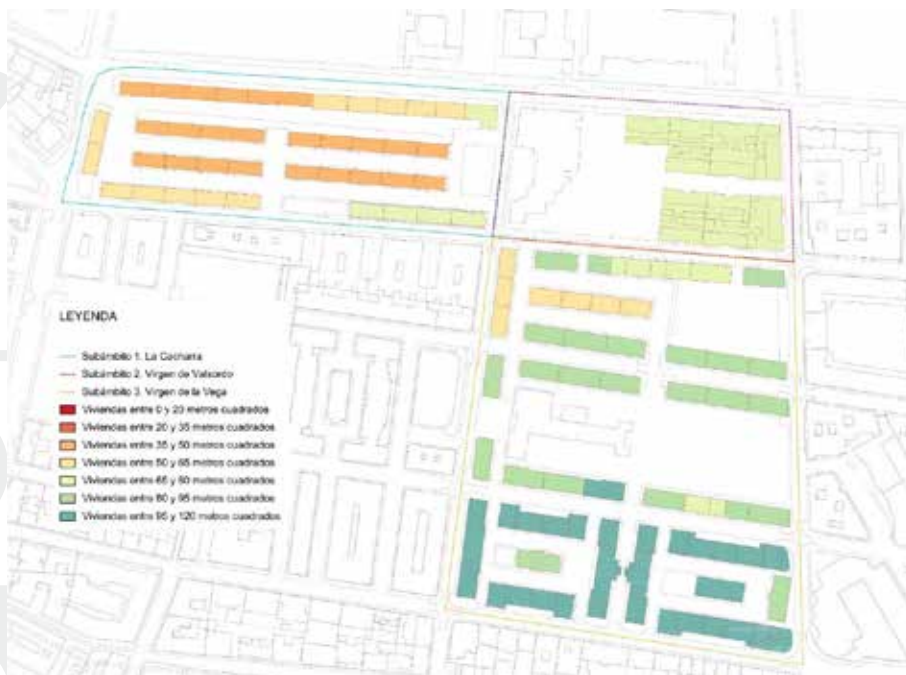 LEYENDA
Subámbito 1. La Cacharra
Subámbito 2. Virgen de Valsordo
Subámbito 3. Virgen de la Vega
Viviendas entre 0 y 20 metros cuadrados
Viviendas entre 20 y 35 metros cuadrados
Viviendas entre 35 y 50 metros cuadrados
Viviendas entre 50 y 65 metros cuadrados
Viviendas entre 65 y 80 metros cuadrados
Viviendas entre 80 y 95 metros cuadrados
Viviendas entre 95 y 120 metros cuadrados